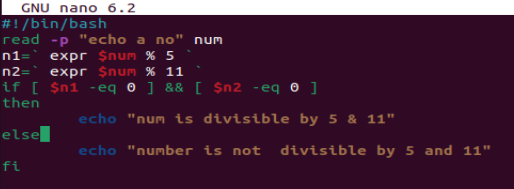 GNU nano 6.2
#!/bin/bash
read -p "echo a no" num
n1=` expr $num % 5 `
n2=` expr $num % 11 `
if [ $n1 -eq 0 ] && [ $n2 -eq 0 ]
then
echo "num is divisible by 5 & 11"
else
echo "number is not  divisible by 5 and 11"
fi